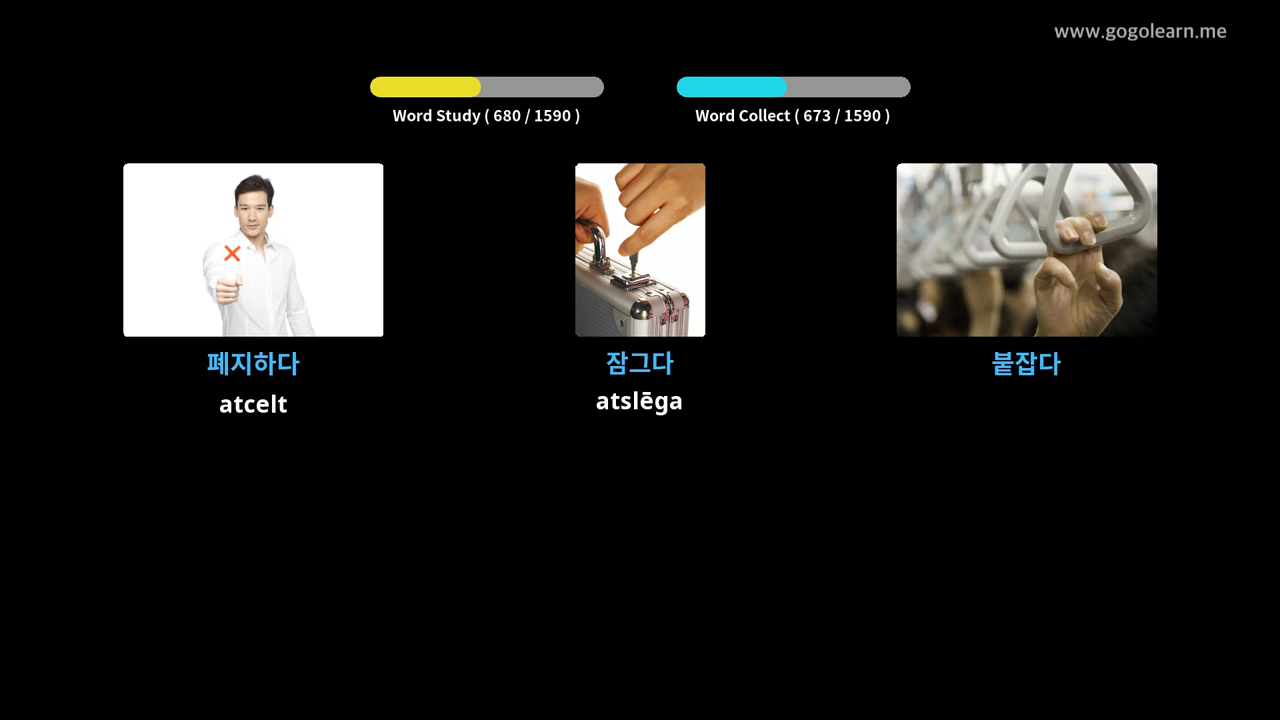 www.gogolearn.me
Word Study ( 680 / 1590 )
Word Collect ( 673 / 1590 )
폐지하다
잠그다
붙잡다
atcelt
atslēga